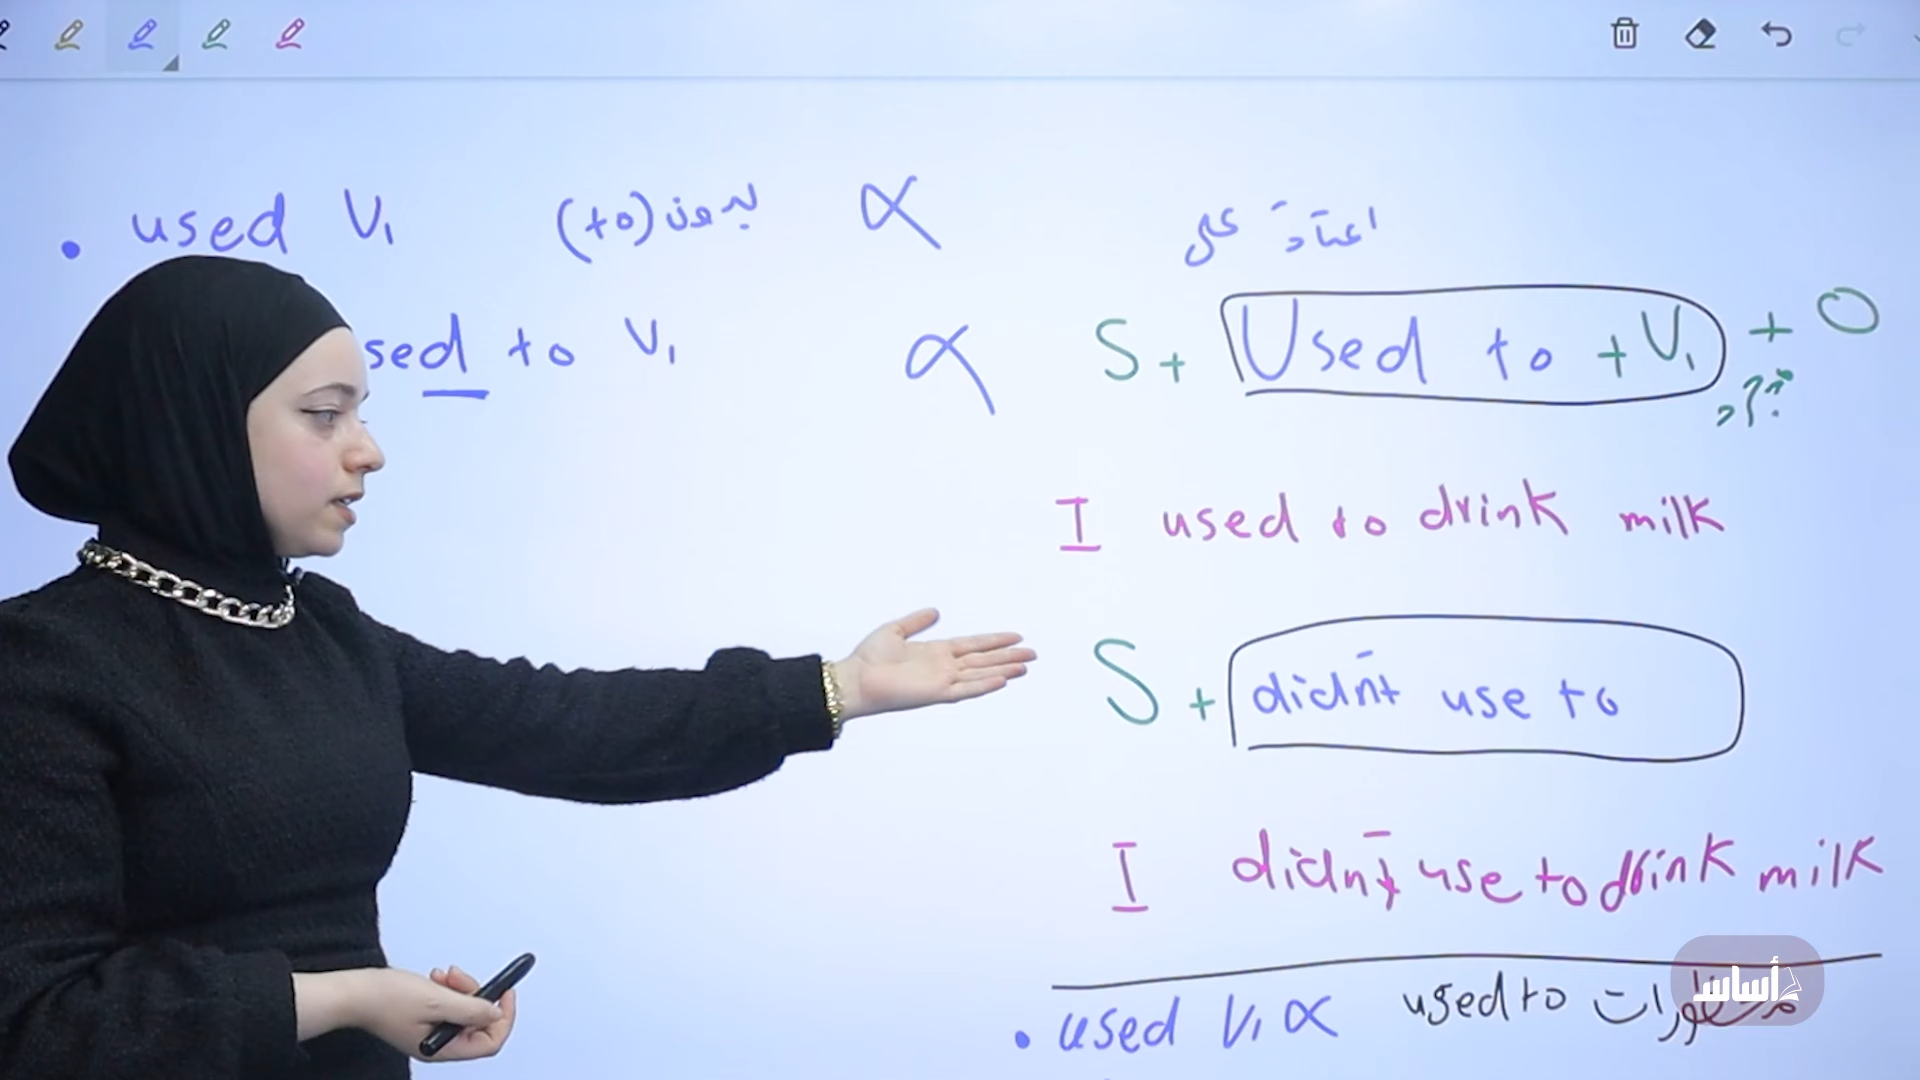 • used V₁ بدون (to) ✗
sed to V₁ ✗
اعتاد على
S + Used to + V₁ + O
I used to drink milk
S + didn't use to
I didn't use to drink milk
• used V₁ ✗
used to محظورات
أساس